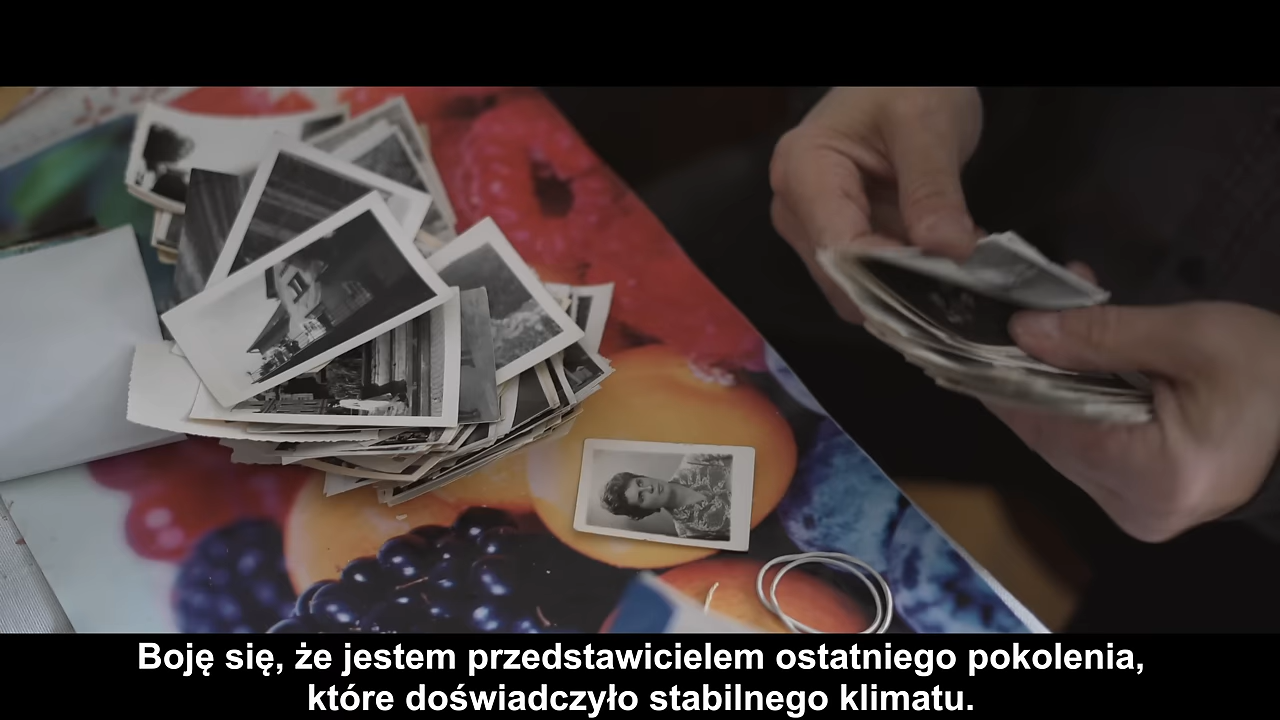 Boję się, że jestem przedstawicielem ostatniego pokolenia,
które doświadczyło stabilnego klimatu.